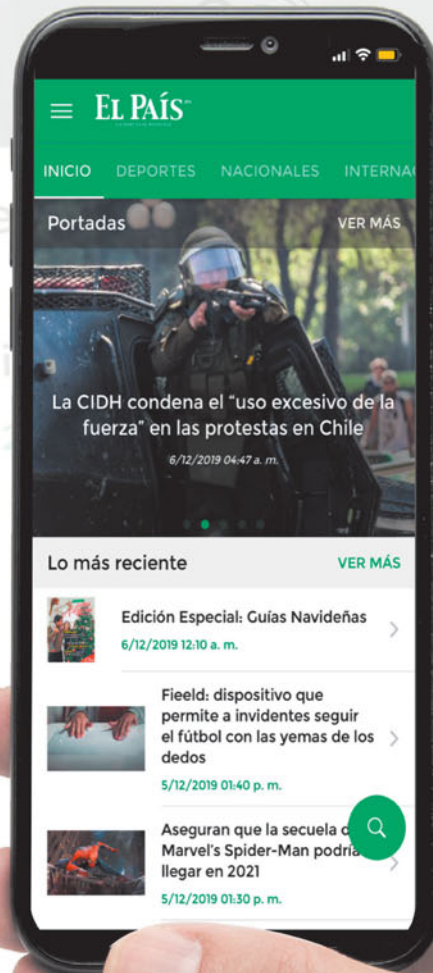 EL PAÍS
INICIO DEPORTES NACIONALES INTERNA
Portadas VER MÁS
La CIDH condena el “uso excesivo de la
fuerza” en las protestas en Chile
6/12/2019 04:47 a. m.
Lo más reciente VER MÁS
Edición Especial: Guías Navideñas
6/12/2019 12:10 a. m.
Fieeld: dispositivo que
permite a invidentes seguir
el fútbol con las yemas de los
dedos
5/12/2019 01:40 p. m.
Aseguran que la secuela d
Marvel's Spider-Man podría
llegar en 2021
5/12/2019 01:30 p. m.